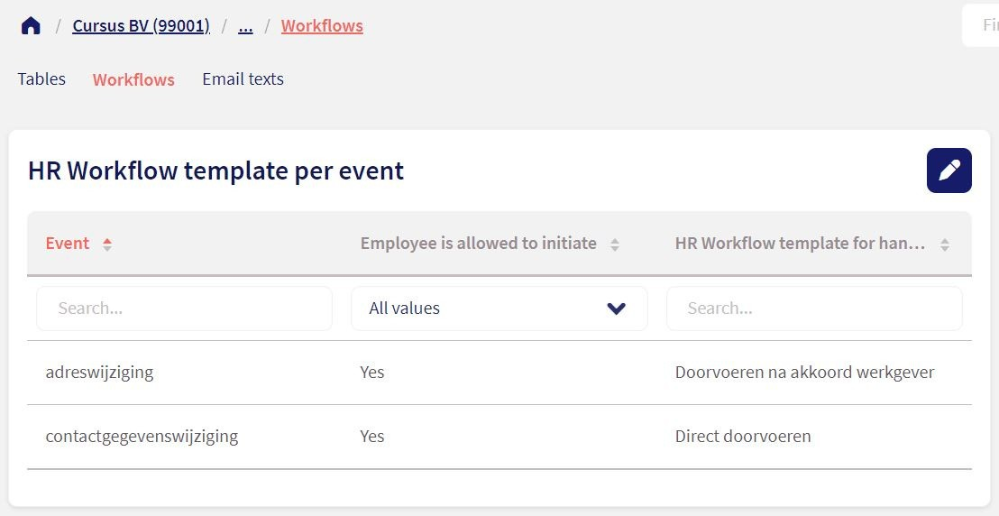 / Cursus BV (99001) / ... / Workflows
Tables Workflows Email texts
HR Workflow template per event
Event Employee is allowed to initiate HR Workflow template for han...
Search... All values Search...
adreswijziging Yes Doorvoeren na akkoord werkgever
contactgegevenswijziging Yes Direct doorvoeren